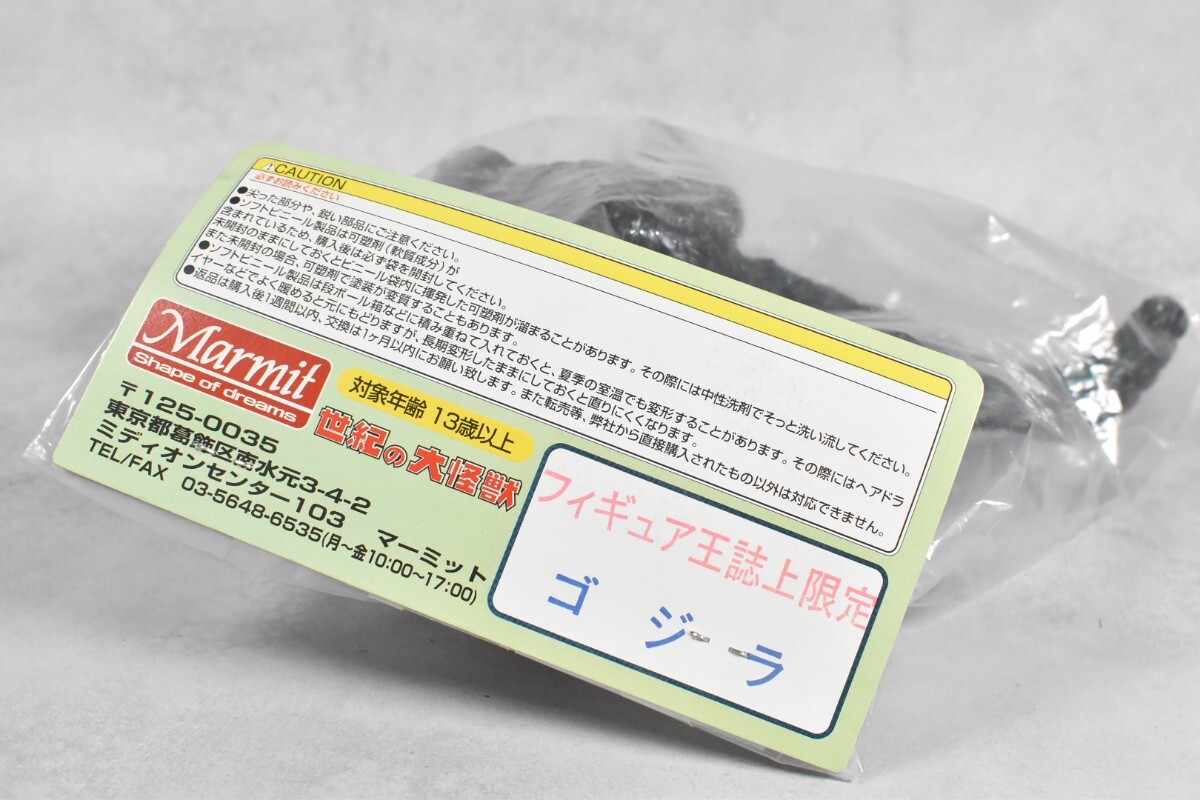 CAUTION
必ずお読みください
●尖った部分や、鋭い部品にご注意ください。
●ソフトビニール製品は可塑剤(軟質成分)が
含まれているため、購入後は必ず袋を開封してください。
未開封のままにしておくとビニール袋内に揮発した可塑剤が溜まることがあります。その際には中性洗剤でそっと洗い流してください。
また未開封の場合、可塑剤で塗装が変質することもあります。
●ソフトビニール製品は段ボール箱などに積み重ねて入れておくと、夏季の室温でも変形することがあります。その際にはヘアドラ
イヤーなどでよく暖めると元にもどりますが、長期変形したままにしておくと直りにくくなります。
●返品は購入後1週間以内、交換は1ヶ月以内にお願い致します。また転売等、弊社から直接購入されたもの以外は対応できません。
Marmit
Shape of dreams
対象年齢 13歳以上
世紀の大怪獣
〒125-0035
東京都葛飾区南水元3-4-2
ミディオンセンター103 マーミット
TEL/FAX 03-5648-6535(月〜金10:00〜17:00)
フィギュア王誌上限定
ゴジラ